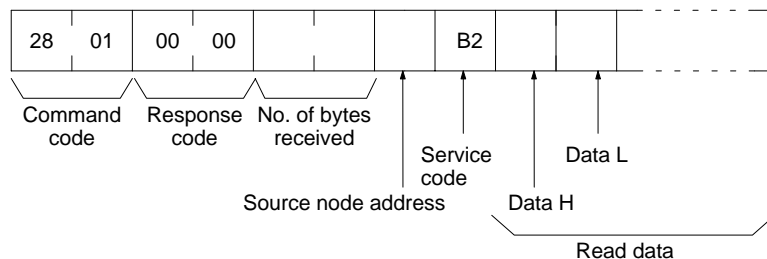 28 01 00 00 B2
Command code
Response code
No. of bytes received
Service code
Data L
Source node address
Data H
Read data